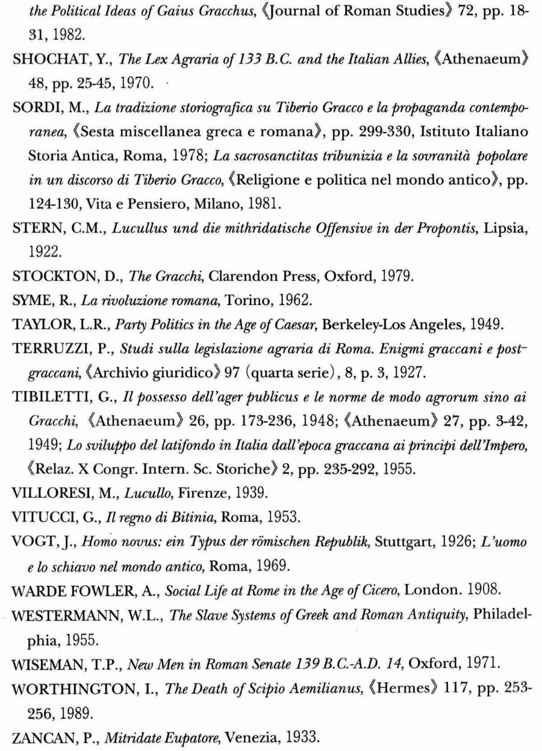 the Political Ideas of Gaius Gracchus, 《Journal of Roman Studies》 72, pp. 18-
31, 1982.
SHOCHAT, Y., The Lex Agraria of 133 B.C. and the Italian Allies, 《Athenaeum》
48, pp. 25-45, 1970.
SORDI, M., La tradizione storiografica su Tiberio Gracco e la propaganda contempo-
ranea, 《Sesta miscellanea greca e romana》, pp. 299-330, Istituto Italiano
Storia Antica, Roma, 1978; La sacrosanctitas tribunizia e la sovranità popolare
in un discorso di Tiberio Gracco, 《Religione e politica nel mondo antico》, pp.
124-130, Vita e Pensiero, Milano, 1981.
STERN, C.M., Lucullus und die mithridatische Offensive in der Propontis, Lipsia,
1922.
STOCKTON, D., The Gracchi, Clarendon Press, Oxford, 1979.
SYME, R., La rivoluzione romana, Torino, 1962.
TAYLOR, L.R., Party Politics in the Age of Caesar, Berkeley-Los Angeles, 1949.
TERRUZZI, P., Studi sulla legislazione agraria di Roma. Enigmi graccani e post-
graccani, 《Archivio giuridico》 97 (quarta serie), 8, p. 3, 1927.
TIBILETTI, G., Il possesso dell'ager publicus e le norme de modo agrorum sino ai
Gracchi, 《Athenaeum》 26, pp. 173-236, 1948; 《Athenaeum》 27, pp. 3-42,
1949; Lo sviluppo del latifondo in Italia dall'epoca graccana ai principi dell'Impero,
《Relaz. X Congr. Intern. Sc. Storiche》 2, pp. 235-292, 1955.
VILLORESI, M., Lucullo, Firenze, 1939.
VITUCCI, G., Il regno di Bitinia, Roma, 1953.
VOGT, J., Homo novus: ein Typus der römischen Republik, Stuttgart, 1926; L'uomo
e lo schiavo nel mondo antico, Roma, 1969.
WARDE FOWLER, A., Social Life at Rome in the Age of Cicero, London. 1908.
WESTERMANN, W.L., The Slave Systems of Greek and Roman Antiquity, Philadel-
phia, 1955.
WISEMAN, T.P., New Men in Roman Senate 139 B.C.-A.D. 14, Oxford, 1971.
WORTHINGTON, I., The Death of Scipio Aemilianus, 《Hermes》 117, pp. 253-
256, 1989.
ZANCAN, P., Mitridate Eupatore, Venezia, 1933.